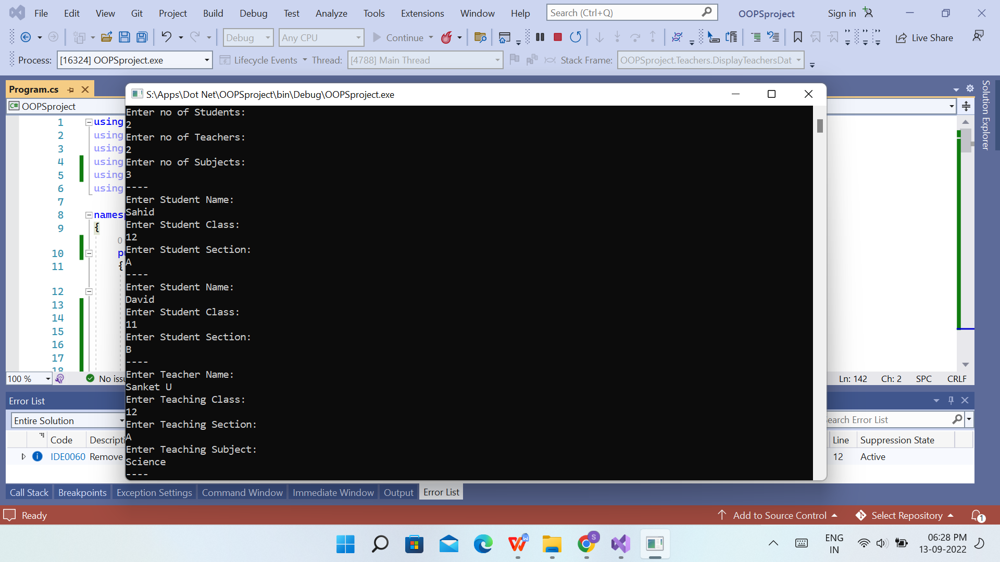 File Edit View Git Project Build Debug Test Analyze Tools Extensions Window Help Search (Ctrl+Q) OOPSproject Sign in
Debug Any CPU Continue Live Share
Process: [16324] OOPSproject.exe Lifecycle Events Thread: [4788] Main Thread Stack Frame: OOPSproject.Teachers.DisplayTeachersDat
Program.cs
OOPSproject
S:\Apps\Dot Net\OOPSproject\bin\Debug\OOPSproject.exe
Solution Explorer
1 using
2 using
3 using
4 using
5 using
6 using
7
8 namesp
9 {
0
10 p
11 {
12
13
14
15
16
17
18
Enter no of Students:
2
Enter no of Teachers:
2
Enter no of Subjects:
3
----
Enter Student Name:
Sahid
Enter Student Class:
12
Enter Student Section:
A
----
Enter Student Name:
David
Enter Student Class:
11
Enter Student Section:
B
----
Enter Teacher Name:
Sanket U
Enter Teaching Class:
12
Enter Teaching Section:
A
Enter Teaching Subject:
Science
----
100 % No issu Ln: 142 Ch: 2 SPC CRLF
Error List
Entire Solution earch Error List
Code Descripti Line Suppression State
IDE0060 Remove 12 Active
Call Stack Breakpoints Exception Settings Command Window Immediate Window Output Error List
Ready Add to Source Control Select Repository 1
S
W
ENG
IN
06:28 PM
13-09-2022